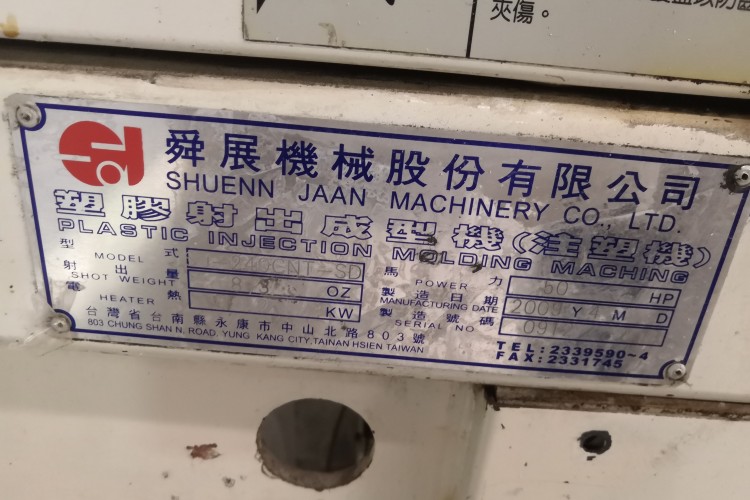 夾傷。
舜展機械股份有限公司
SHUENN JAAN MACHINERY CO., LTD.
塑膠射出成型機(注塑機)
PLASTIC INJECTION MOLDING MACHING
型式 馬力
MODEL POWER 50 HP
射出量 OZ 製造日期
SHOT WEIGHT MANUFACTURING DATE 2009 Y 4 M D
電熱 KW 製造號碼
HEATER SERIAL NO
台灣省台南縣永康市中山北路803號
803 CHUNG SHAN N. ROAD. YUNG KANG CITY, TAINAN HSIEN TAIWAN
TEL: 2339590~4
FAX: 2331745